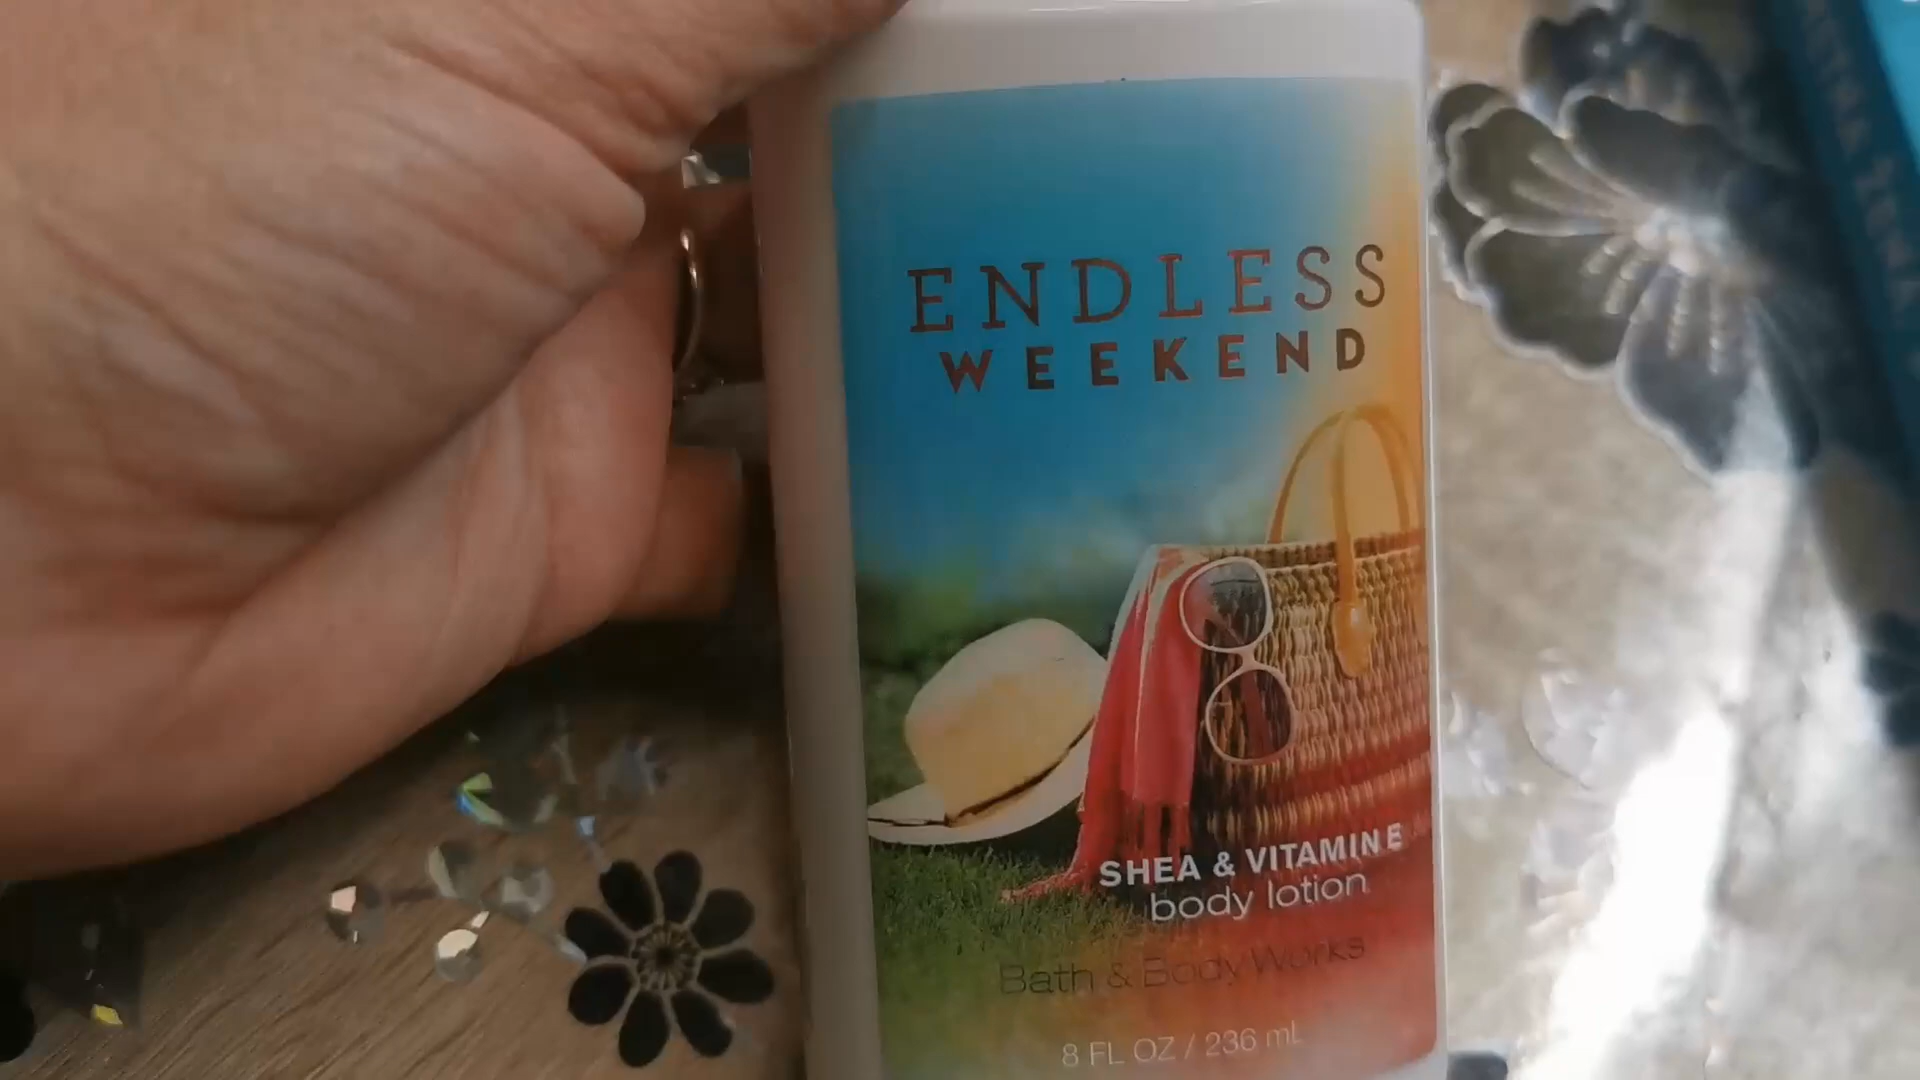 ENDLESS
WEEKEND
SHEA & VITAMIN E
body lotion
Bath & Body Works
8 FL OZ / 236 mL